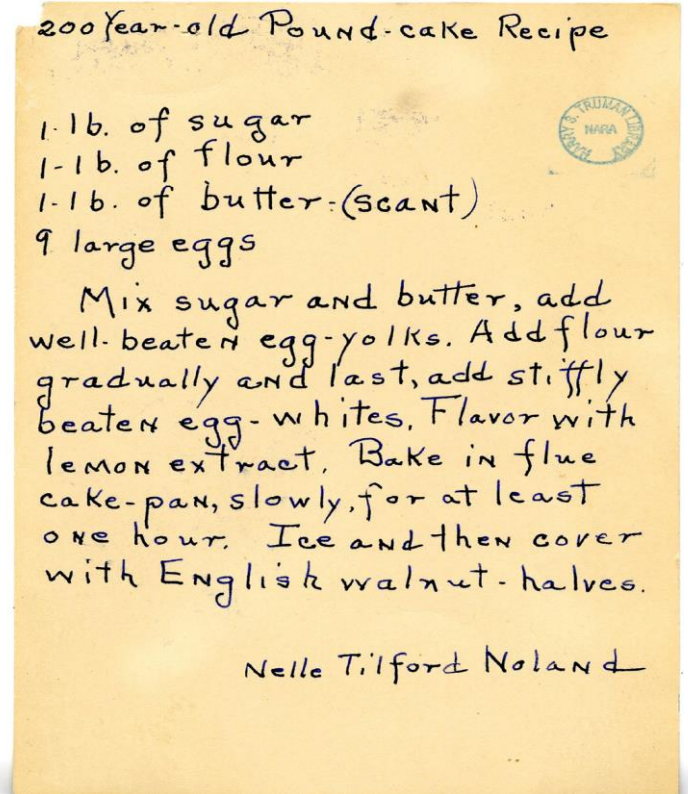 200 Year-old Pound-cake Recipe
1-lb. of sugar
1-lb. of flour
1-lb. of butter-(scant)
9 large eggs
Mix sugar and butter, add
well-beaten egg-yolks. Add flour
gradually and last, add stiffly
beaten egg-whites. Flavor with
lemon extract. Bake in flue
cake-pan, slowly, for at least
one hour. Ice and then cover
with English walnut-halves.
Nelle Tilford Noland
HARRY S. TRUMAN LIBRARY
NARA